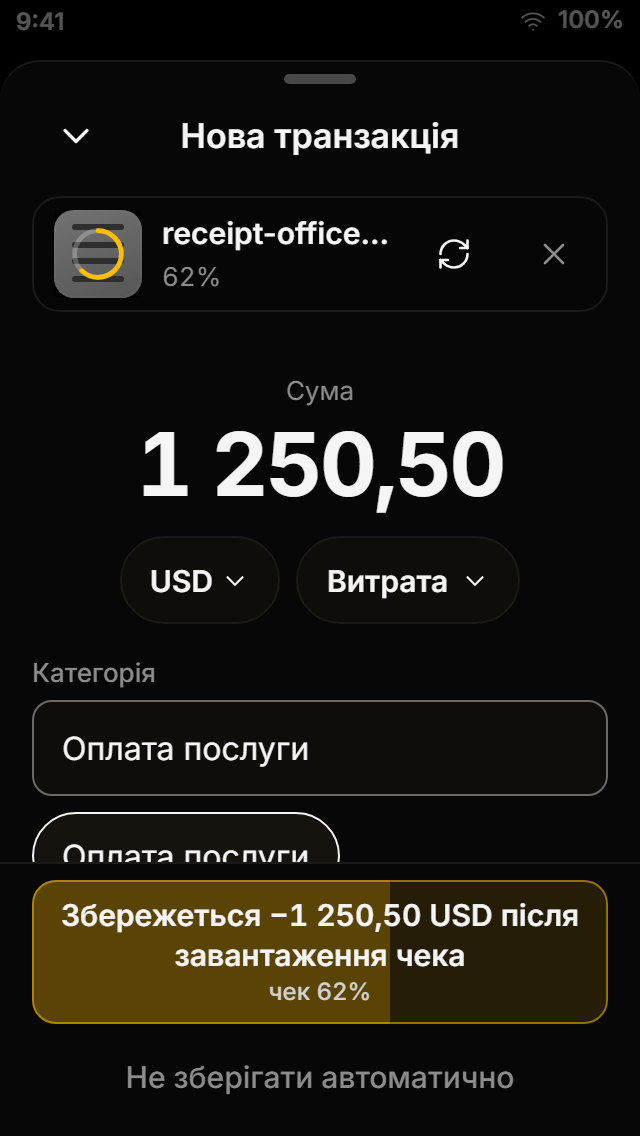 9:41
100%
Нова транзакція
receipt-office...
62%
Сума
1 250,50
USD
Витрата
Категорія
Оплата послуги
Оплата послуги
Збережеться −1 250,50 USD після
завантаження чека
чек 62%
Не зберігати автоматично